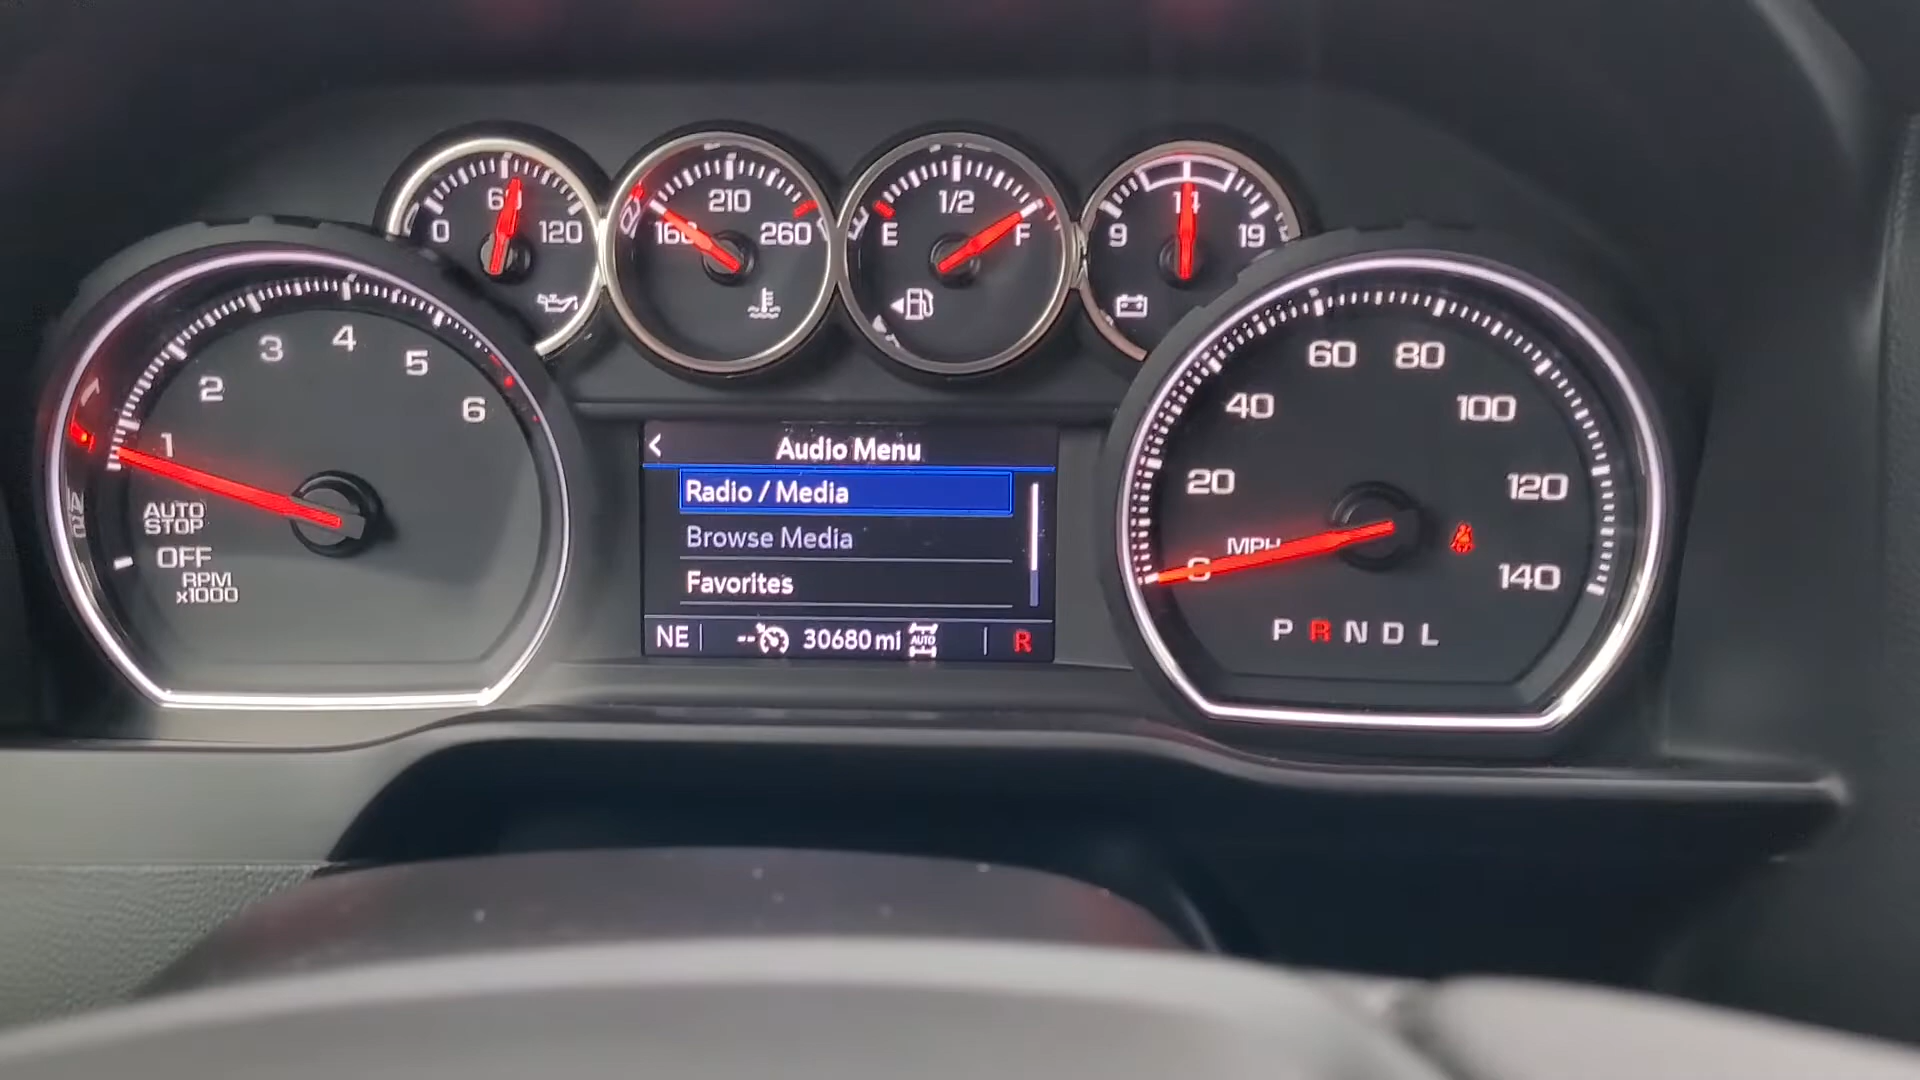 0 60 120
160 210 260
E 1/2 F
9 14 19
1 2 3 4 5 6
AUTO
STOP
OFF
RPM
x1000
Audio Menu
Radio / Media
Browse Media
Favorites
NE -- 30680 mi AUTO R
0 20 40 60 80 100 120 140
MPH
P R N D L